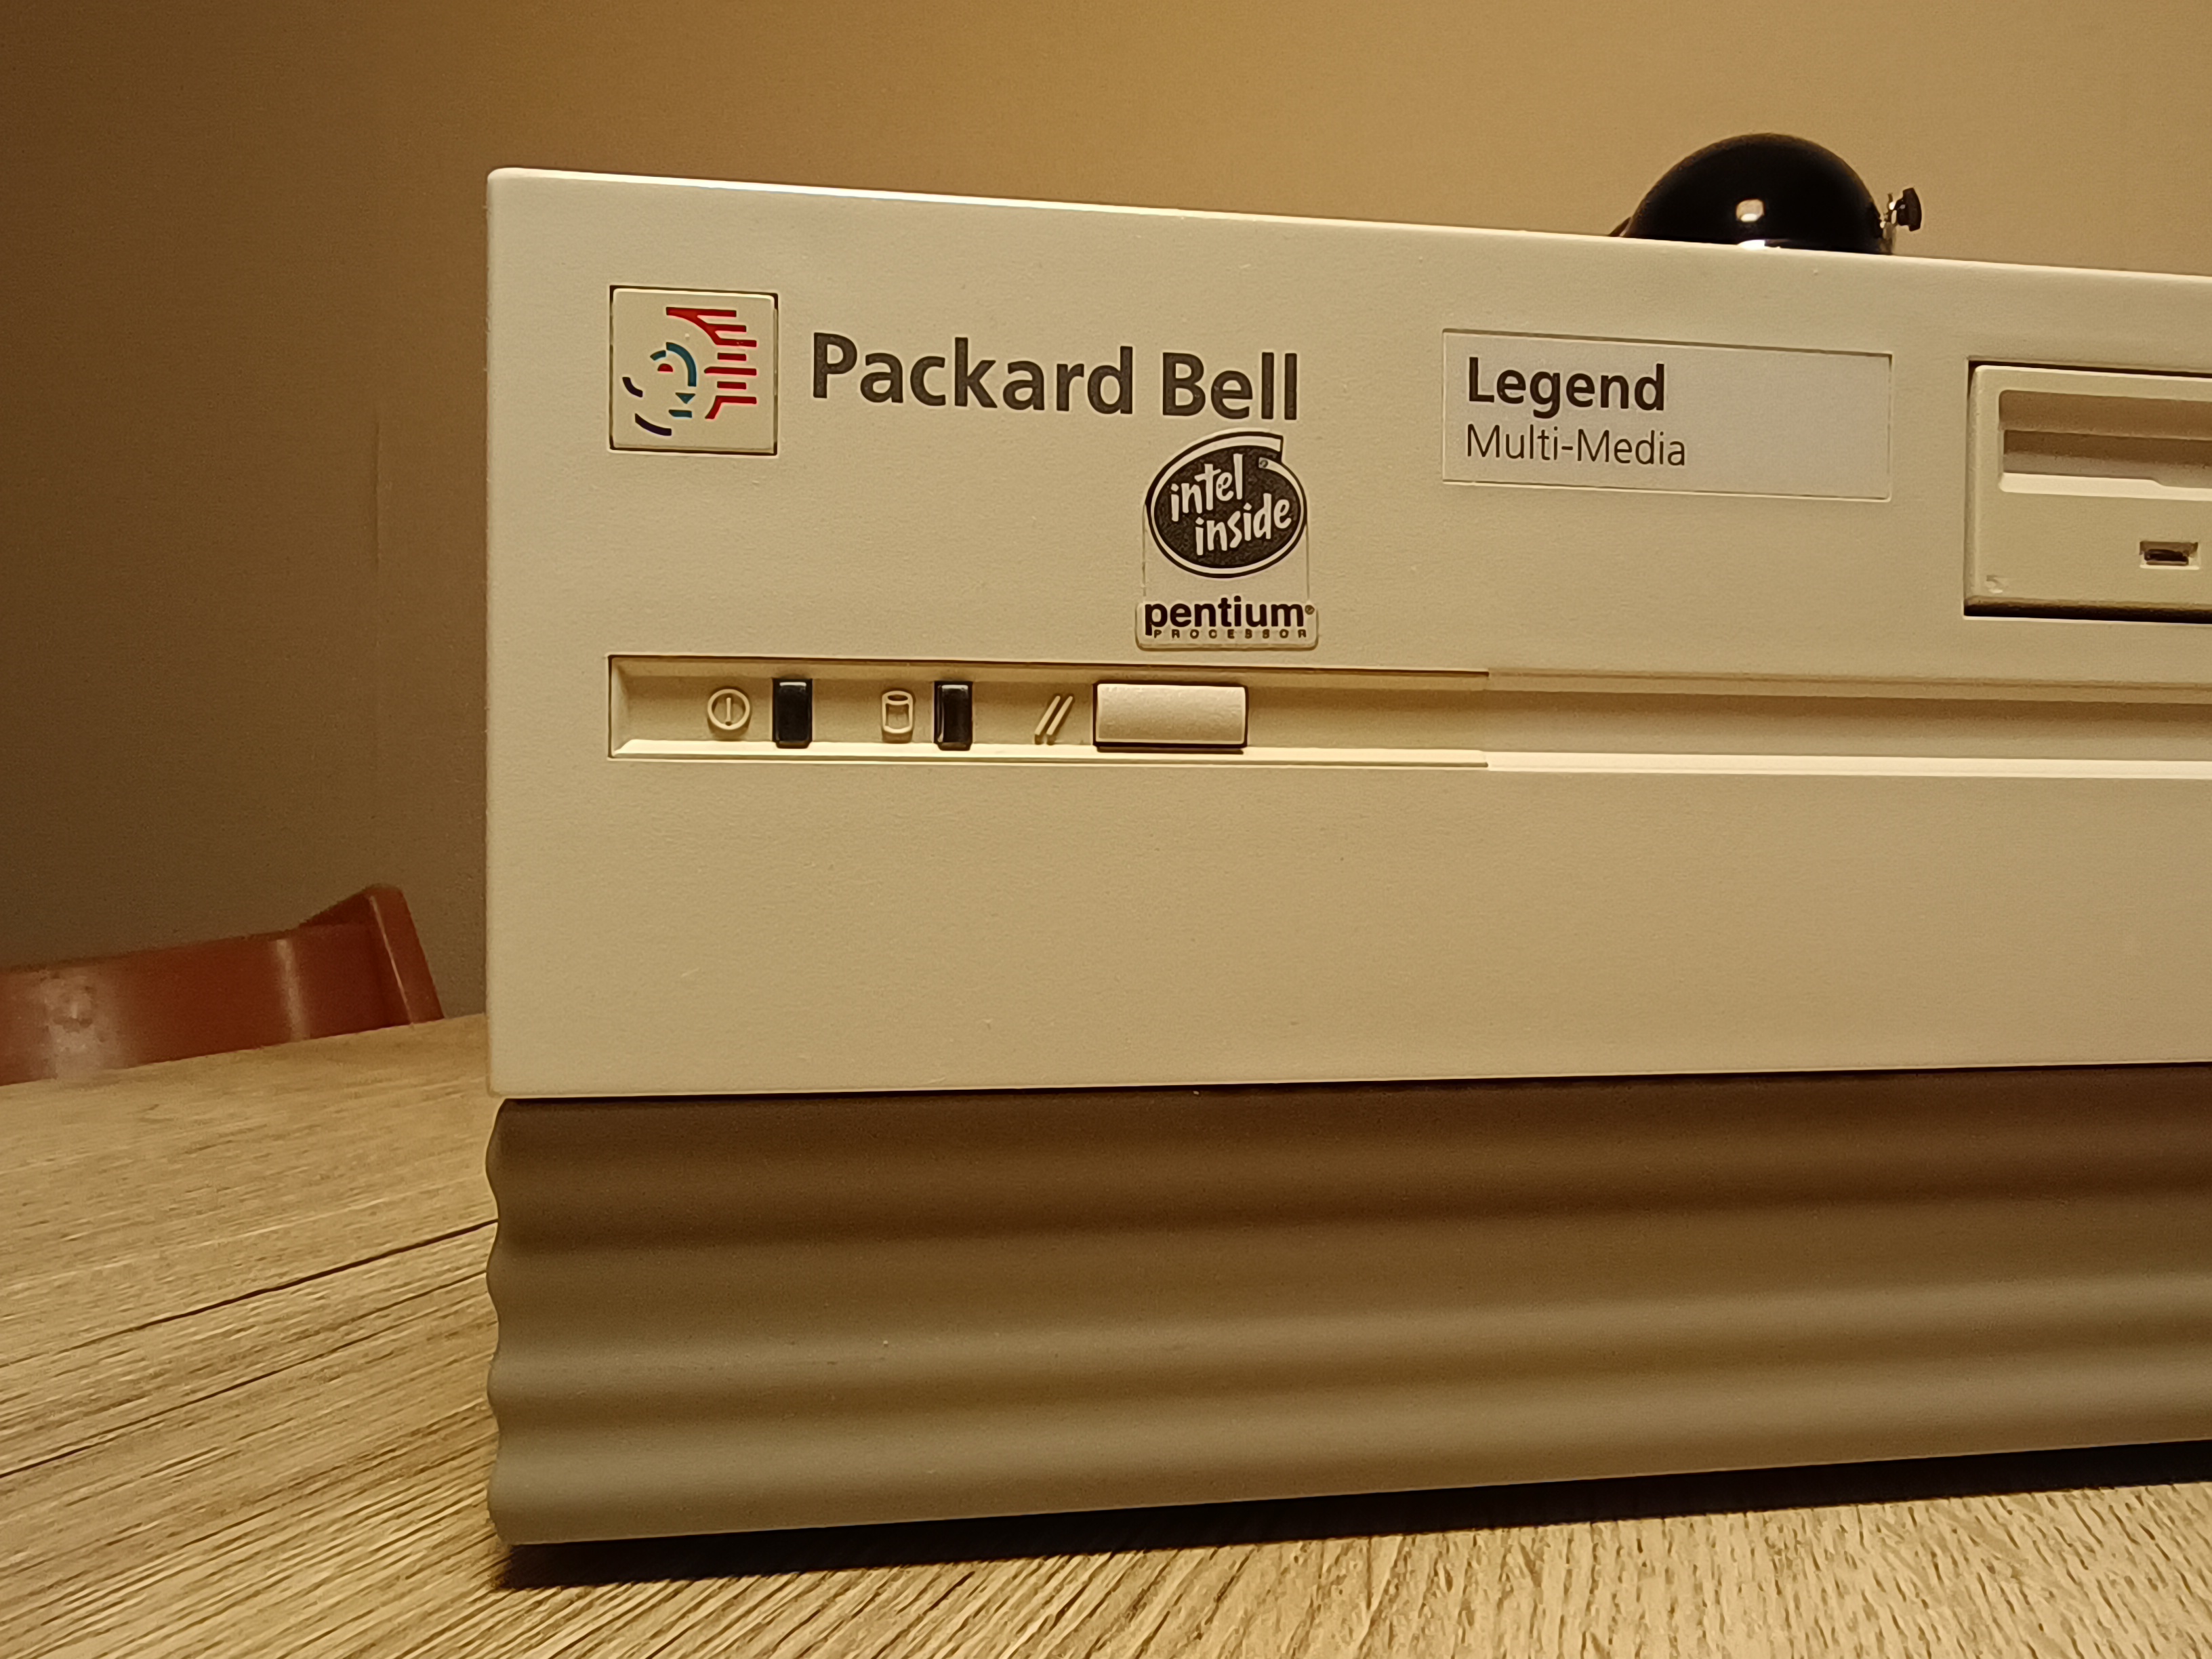 Packard Bell
Legend
Multi-Media
intel
inside
pentium®
PROCESSOR